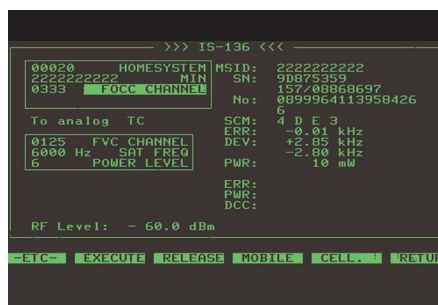 >>> IS-136 <<<
00020 HOMESYSTEM
2222222222 MIN
0333 FOCC CHANNEL
To analog TC
0125 FVC CHANNEL
6000 Hz SAT FREQ
6 POWER LEVEL
RF Level: - 60.0 dBm
MSID: 2222222222
SN: 9D875359
157/08868697
No: 0899964113958426
6
SCM: 4 D E 3
ERR: -0.01 kHz
DEV: +2.85 kHz
-2.80 kHz
PWR: 10 mW
ERR:
PWR:
DCC:
-ETC- EXECUTE RELEASE MOBILE CELL. ! RETU